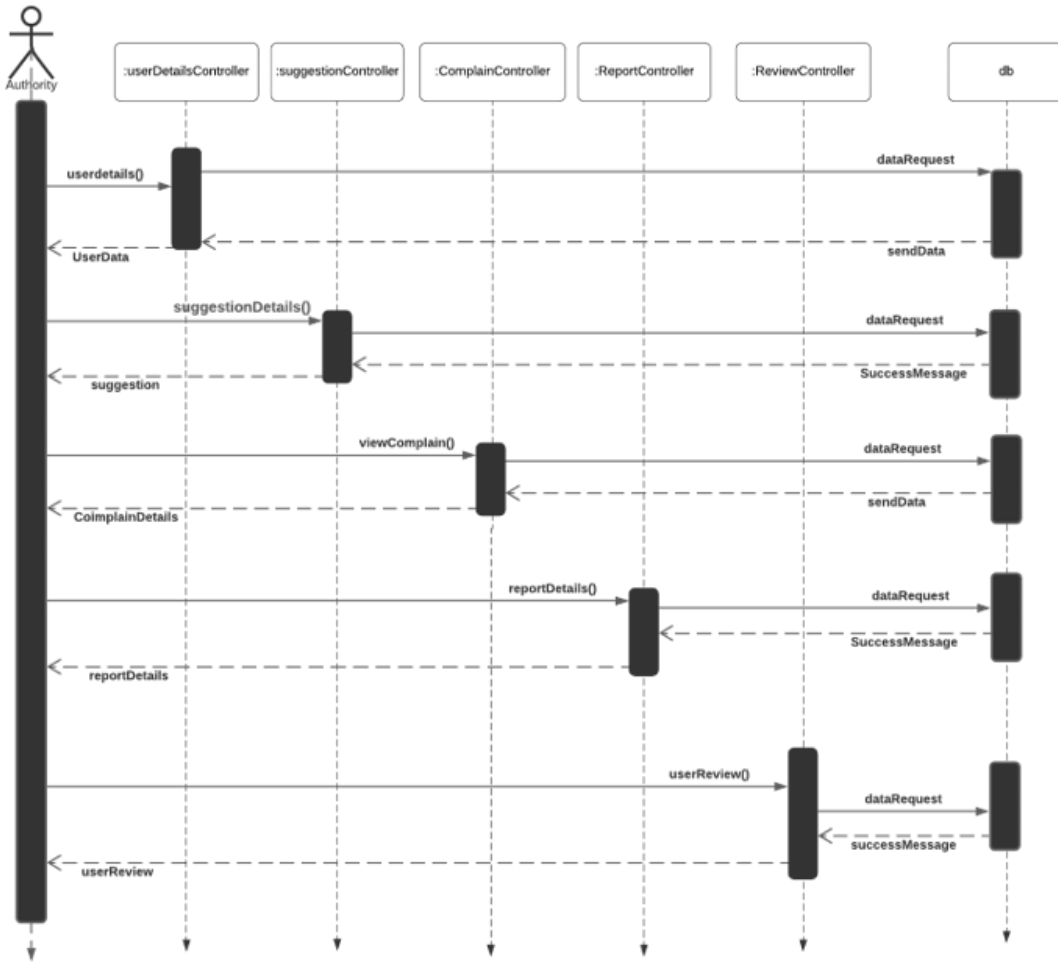 :userDetailsController
:suggestionController
:ComplainController
:ReportController
:ReviewController
db
Authority
dataRequest
userdetails()
sendData
UserData
suggestionDetails()
dataRequest
SuccessMessage
suggestion
viewComplain()
dataRequest
sendData
CoimplainDetails
reportDetails()
dataRequest
SuccessMessage
reportDetails
userReview()
dataRequest
successMessage
userReview